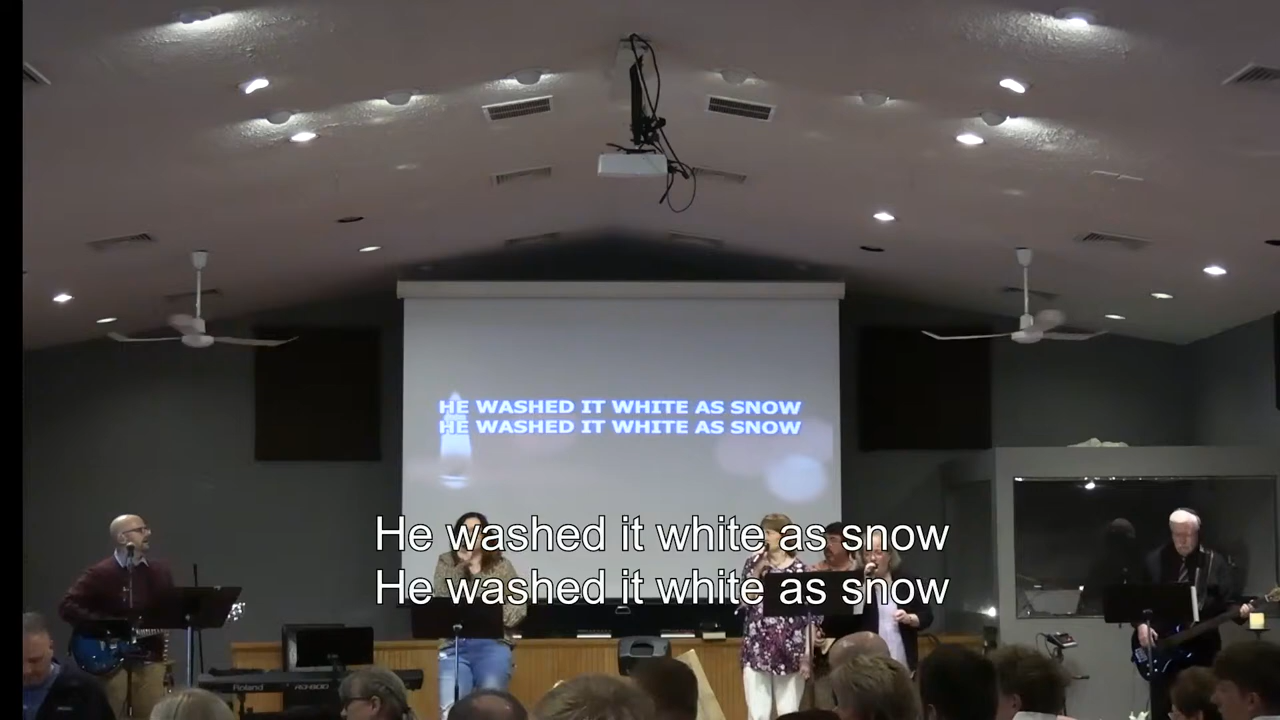 HE WASHED IT WHITE AS SNOW
HE WASHED IT WHITE AS SNOW
He washed it white as snow
He washed it white as snow
Roland